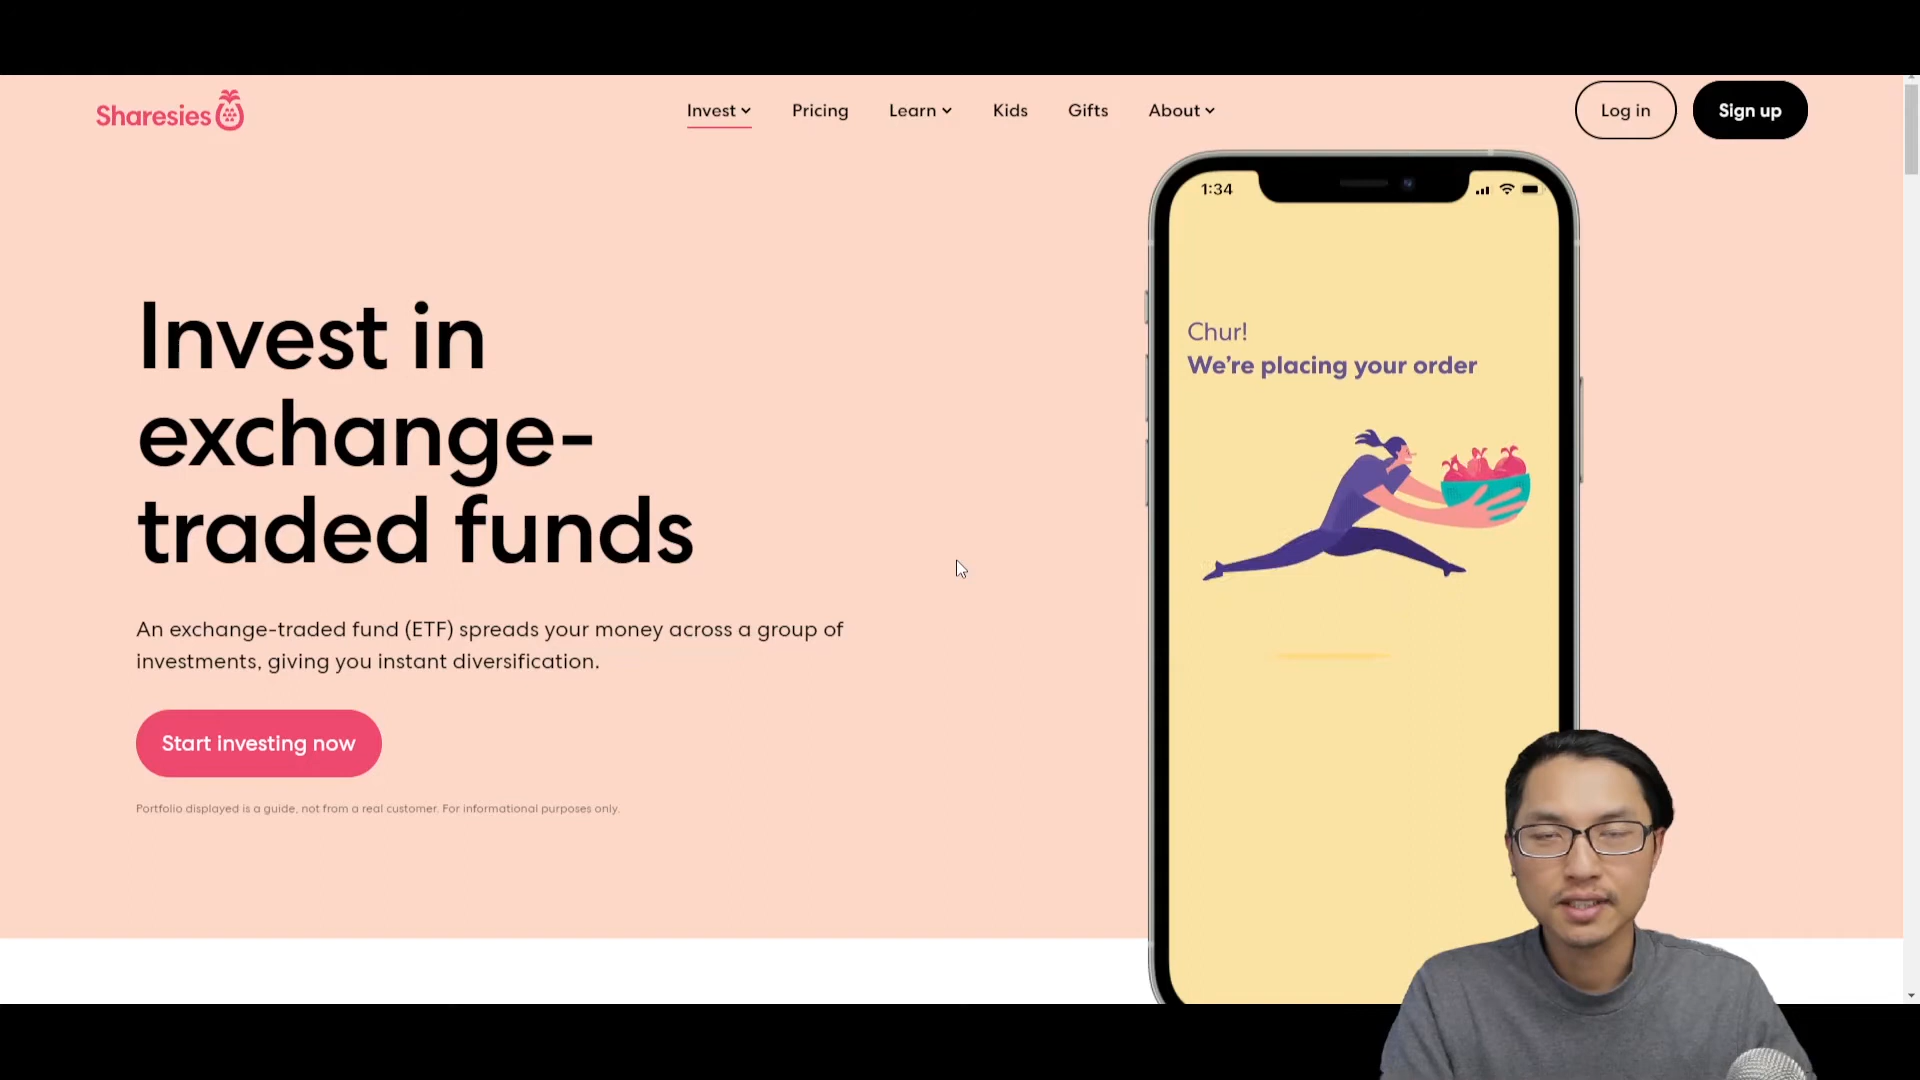 Sharesies
Invest Pricing Learn Kids Gifts About
Log in Sign up
1:34
Chur!
We're placing your order
Invest in
exchange-
traded funds
An exchange-traded fund (ETF) spreads your money across a group of
investments, giving you instant diversification.
Start investing now
Portfolio displayed is a guide, not from a real customer. For informational purposes only.